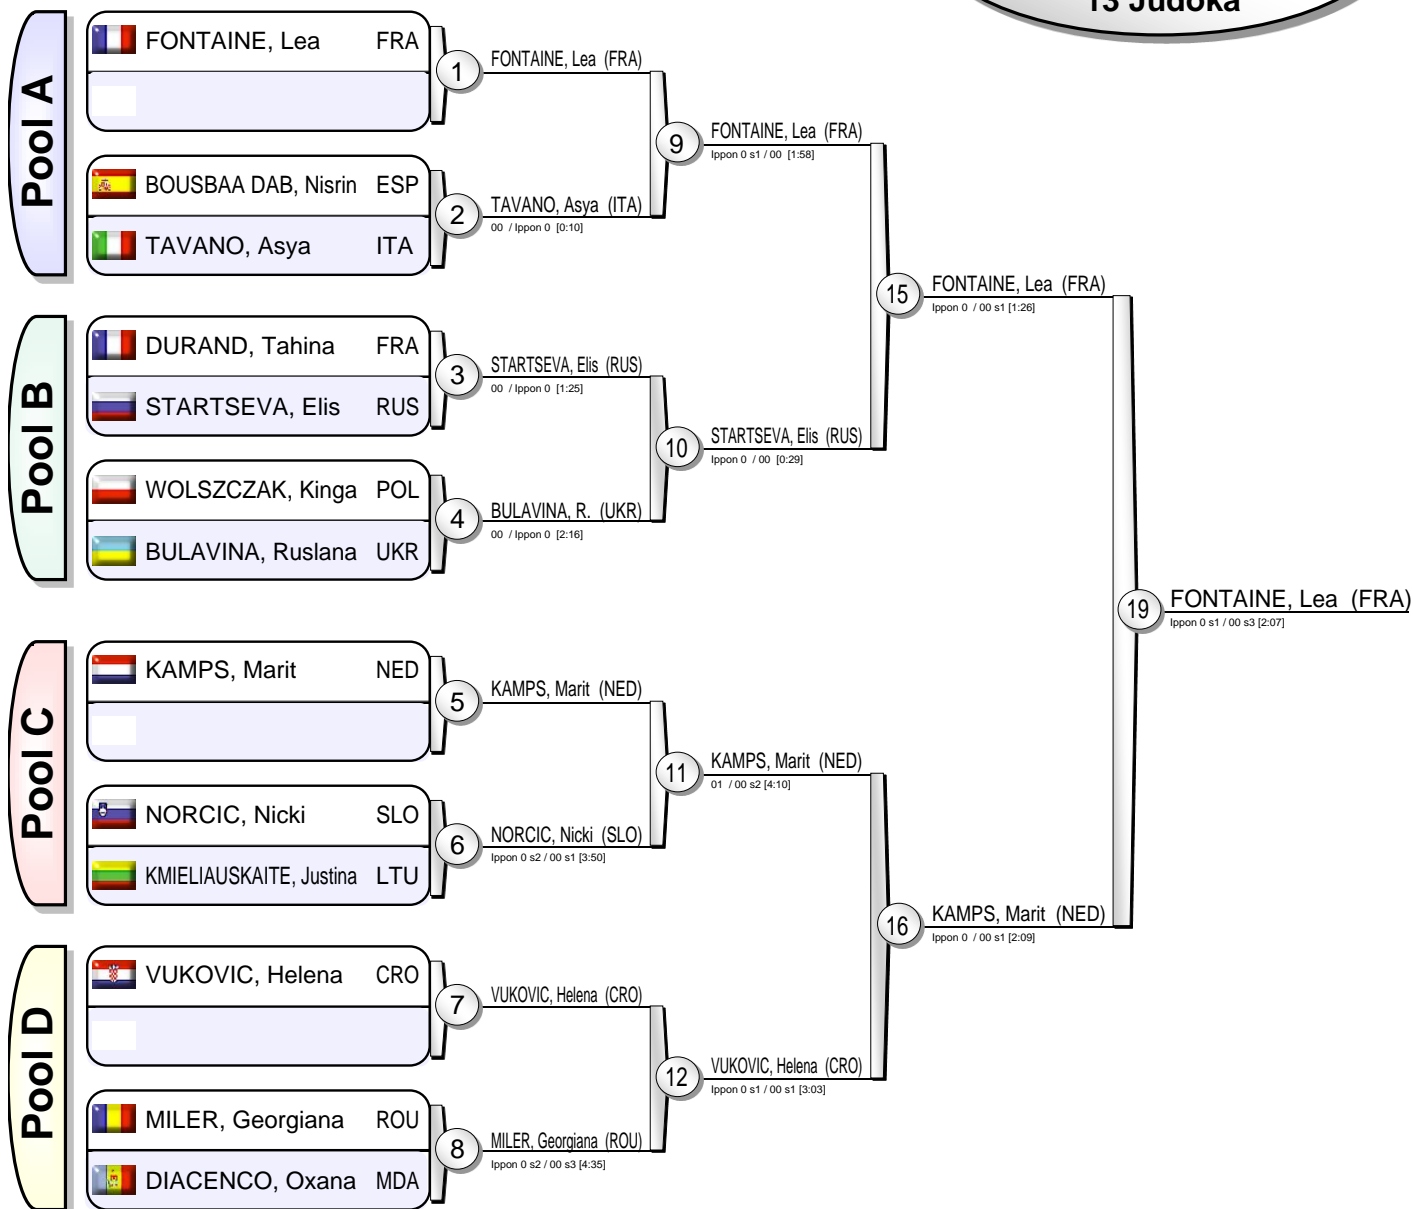 13 Judoka
Pool A
FONTAINE, Lea FRA
1
FONTAINE, Lea (FRA)
BOUSBAA DAB, Nisrin ESP
TAVANO, Asya ITA
2
TAVANO, Asya (ITA)
00 / Ippon 0 [0:10]
9
FONTAINE, Lea (FRA)
Ippon 0 s1 / 00 [1:58]
Pool B
DURAND, Tahina FRA
STARTSEVA, Elis RUS
3
STARTSEVA, Elis (RUS)
00 / Ippon 0 [1:25]
WOLSZCZAK, Kinga POL
BULAVINA, Ruslana UKR
4
BULAVINA, R. (UKR)
00 / Ippon 0 [2:16]
10
STARTSEVA, Elis (RUS)
Ippon 0 / 00 [0:29]
15
FONTAINE, Lea (FRA)
Ippon 0 / 00 s1 [1:26]
Pool C
KAMPS, Marit NED
5
KAMPS, Marit (NED)
NORCIC, Nicki SLO
KMIELIAUSKAITE, Justina LTU
6
NORCIC, Nicki (SLO)
Ippon 0 s2 / 00 s1 [3:50]
11
KAMPS, Marit (NED)
01 / 00 s2 [4:10]
Pool D
VUKOVIC, Helena CRO
7
VUKOVIC, Helena (CRO)
MILER, Georgiana ROU
DIACENCO, Oxana MDA
8
MILER, Georgiana (ROU)
Ippon 0 s2 / 00 s3 [4:35]
12
VUKOVIC, Helena (CRO)
Ippon 0 s1 / 00 s1 [3:03]
16
KAMPS, Marit (NED)
Ippon 0 / 00 s1 [2:09]
19
FONTAINE, Lea (FRA)
Ippon 0 s1 / 00 s3 [2:07]